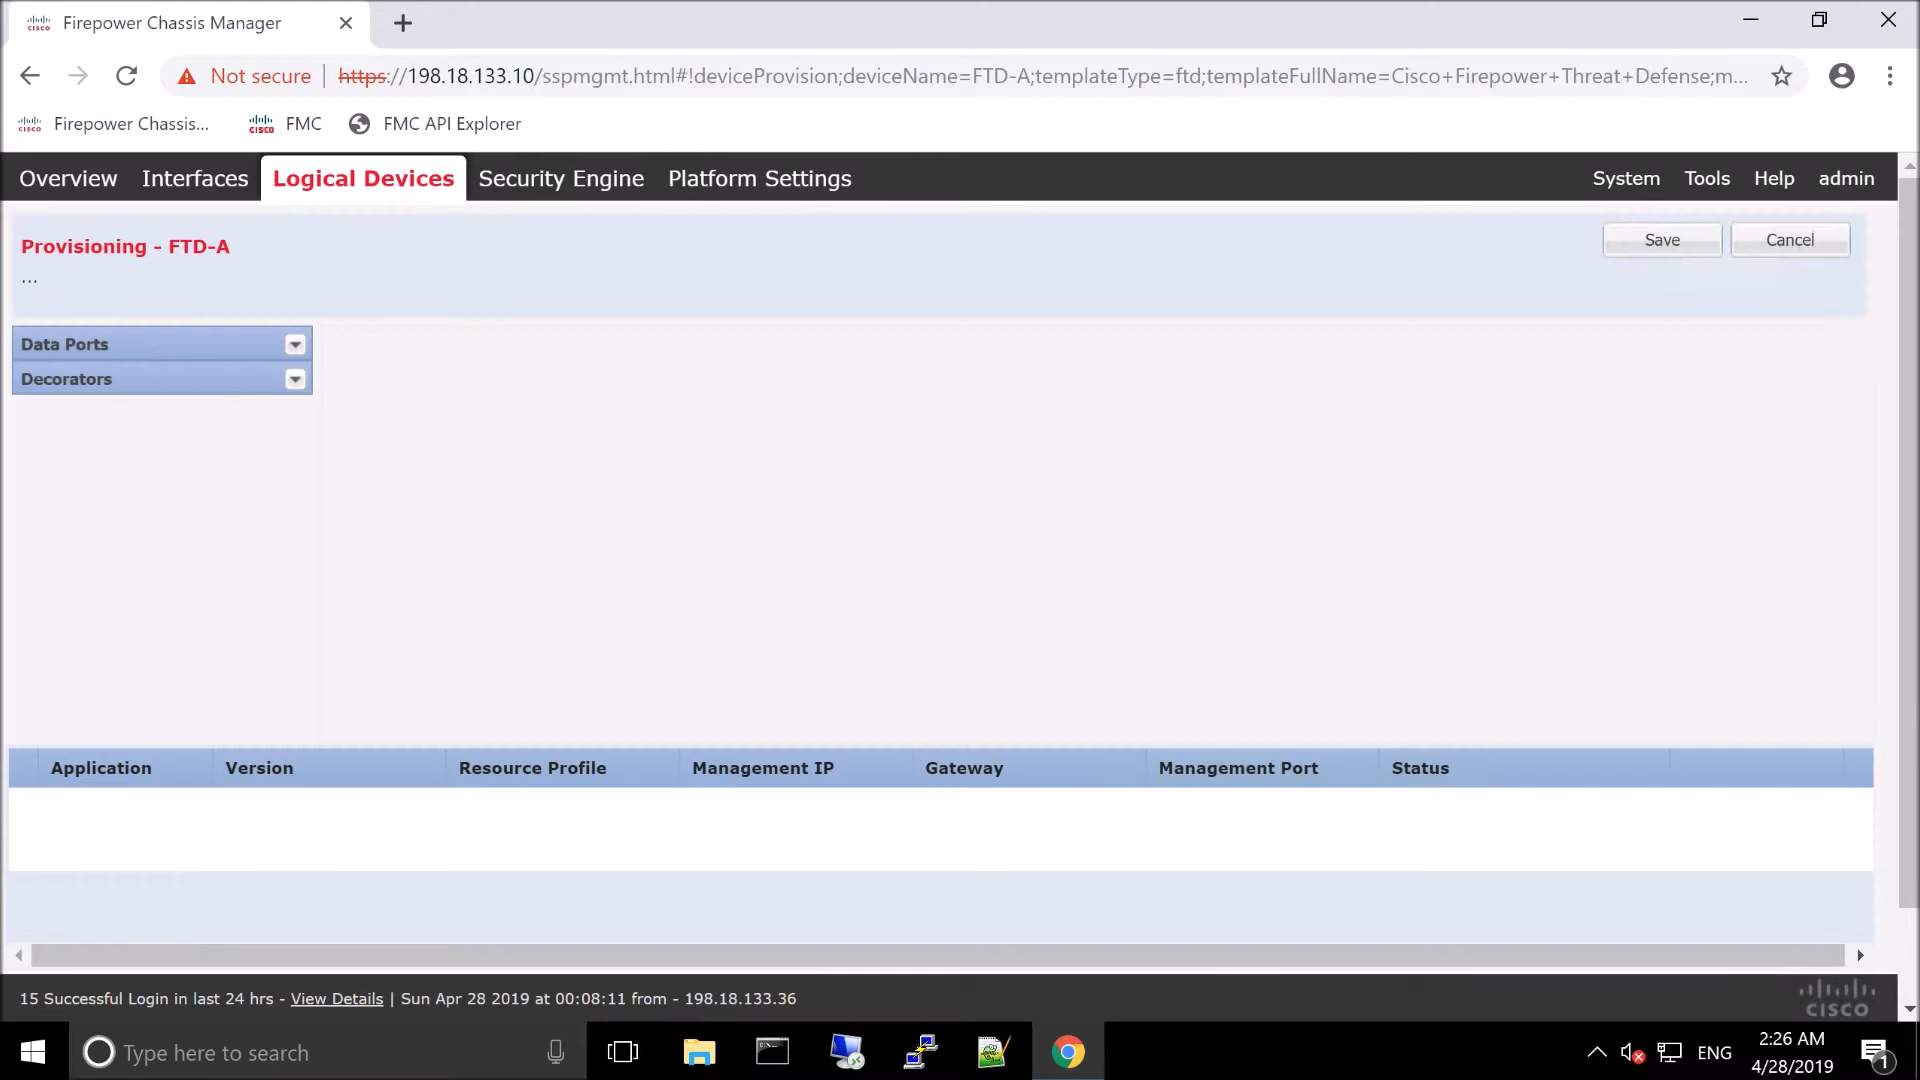 Firepower Chassis Manager
Not secure | https://198.18.133.10/sspmgmt.html#!deviceProvision;deviceName=FTD-A;templateType=ftd;templateFullName=Cisco+Firepower+Threat+Defense;m...
Firepower Chassis... CISCO FMC FMC API Explorer
Overview Interfaces Logical Devices Security Engine Platform Settings System Tools Help admin
Provisioning - FTD-A Save Cancel
...
Data Ports
Decorators
Application Version Resource Profile Management IP Gateway Management Port Status
15 Successful Login in last 24 hrs - View Details | Sun Apr 28 2019 at 00:08:11 from - 198.18.133.36
CISCO
Type here to search
ENG
2:26 AM
4/28/2019
1